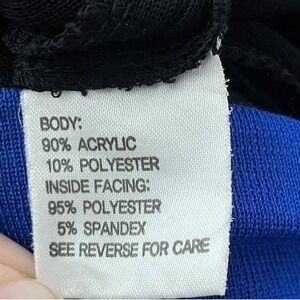 BODY:
90% ACRYLIC
10% POLYESTER
INSIDE FACING:
95% POLYESTER
5% SPANDEX
SEE REVERSE FOR CARE